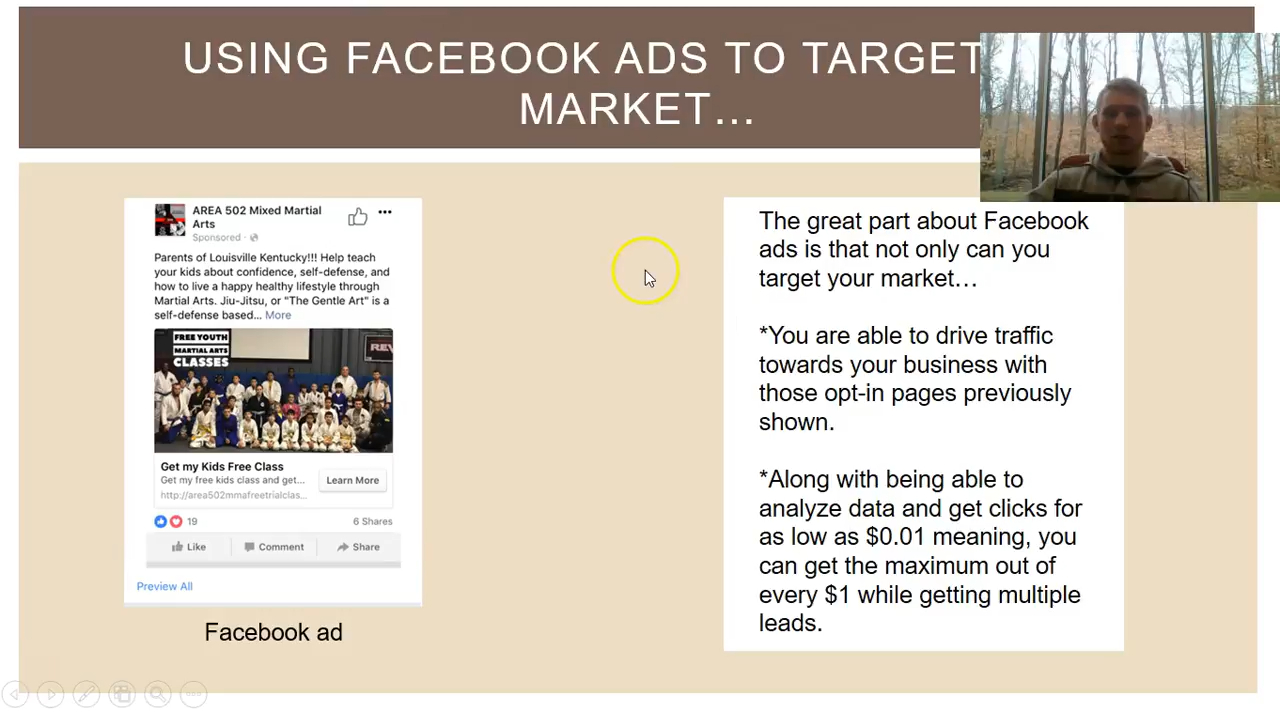 USING FACEBOOK ADS TO TARGET
MARKET...
AREA 502 Mixed Martial
Arts
Sponsored ·
Parents of Louisville Kentucky!!! Help teach
your kids about confidence, self-defense, and
how to live a happy healthy lifestyle through
Martial Arts. Jiu-Jitsu, or "The Gentle Art" is a
self-defense based... More
FREE YOUTH
MARTIAL ARTS
CLASSES
REV
Get my Kids Free Class
Get my free kids class and get...
Learn More
http://area502mmafreetrialclas...
19
6 Shares
Like
Comment
Share
Preview All
Facebook ad
The great part about Facebook
ads is that not only can you
target your market...
*You are able to drive traffic
towards your business with
those opt-in pages previously
shown.
*Along with being able to
analyze data and get clicks for
as low as $0.01 meaning, you
can get the maximum out of
every $1 while getting multiple
leads.